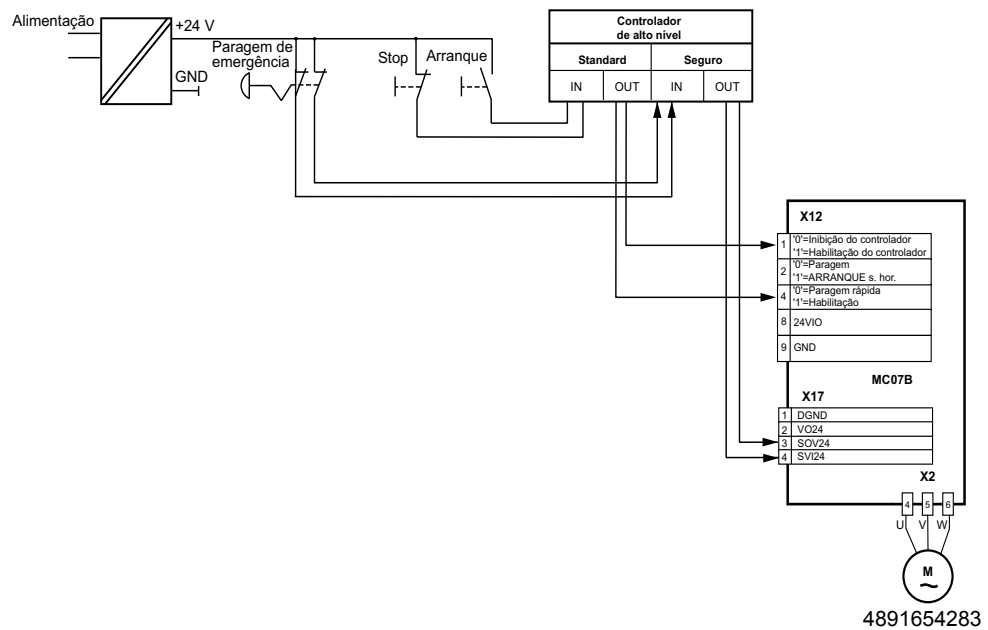 Alimentação
+24 V
GND
Paragem de
emergência
Stop
Arranque
Controlador
de alto nível
Standard
Seguro
IN
OUT
IN
OUT
X12
1
'0'=Inibição do controlador
'1'=Habilitação do controlador
2
'0'=Paragem
'1'=ARRANQUE s. hor.
4
'0'=Paragem rápida
'1'=Habilitação
8
24VIO
9
GND
MC07B
X17
1
DGND
2
VO24
3
SOV24
4
SVI24
X2
4
5
6
U
V
W
M
~
4891654283